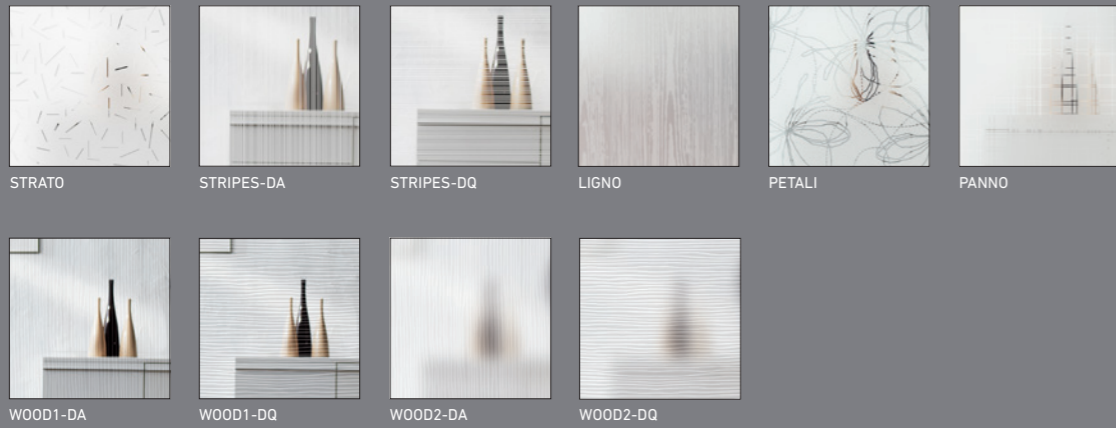 STRATO
STRIPES-DA
STRIPES-DQ
LIGNO
PETALI
PANNO
WOOD1-DA
WOOD1-DQ
WOOD2-DA
WOOD2-DQ